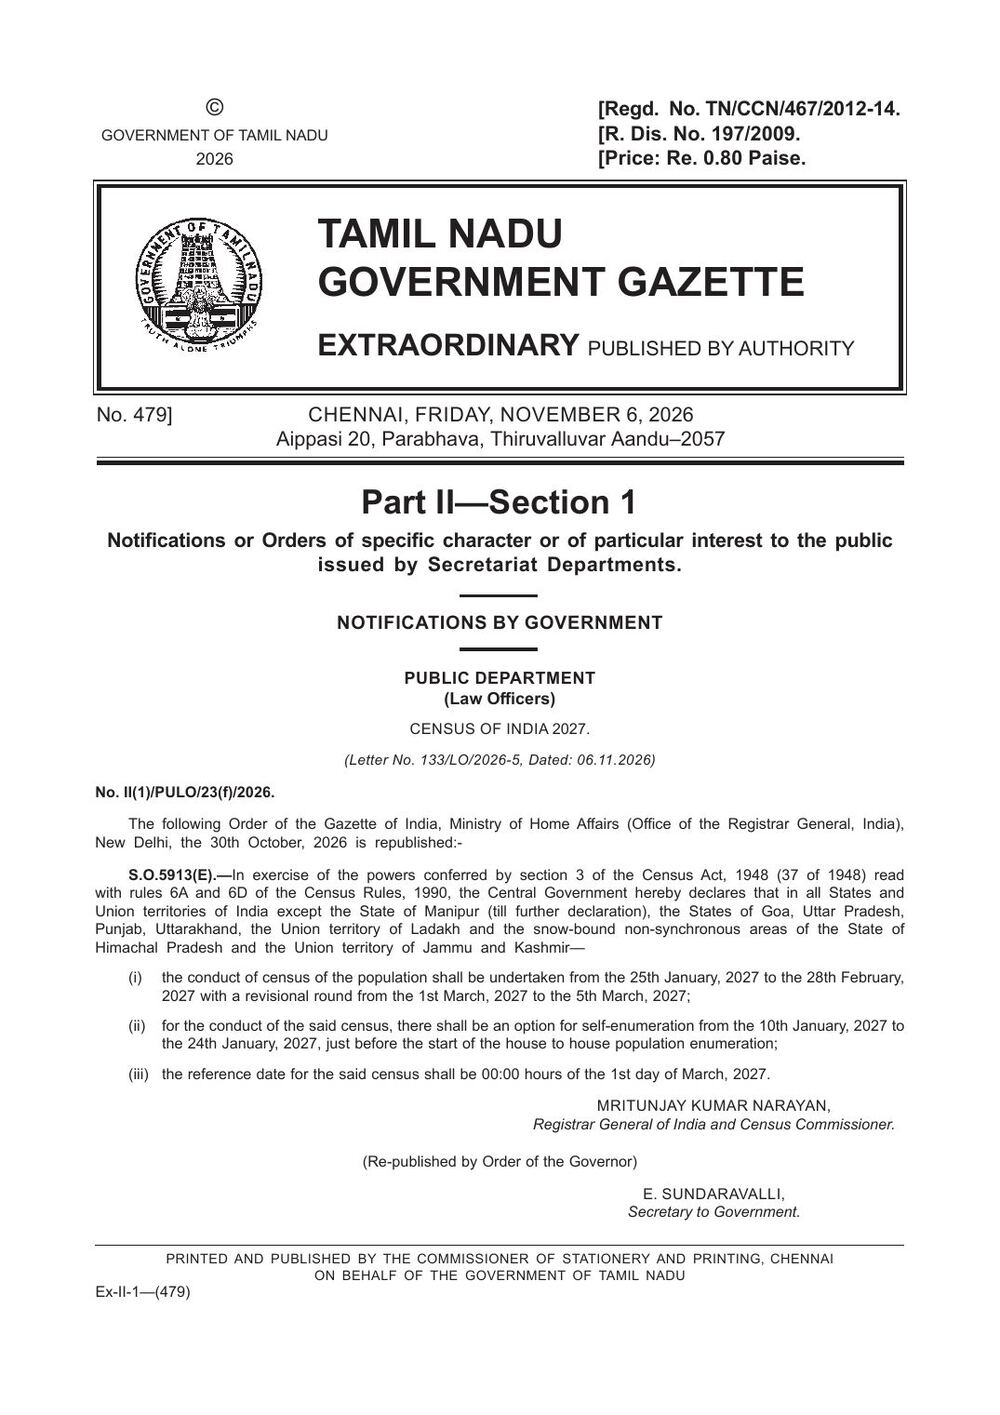 ©
GOVERNMENT OF TAMIL NADU
2026
[Regd. No. TN/CCN/467/2012-14.
[R. Dis. No. 197/2009.
[Price: Re. 0.80 Paise.
GOVERNMENT OF TAMILNADU
TRUTH ALONE TRIUMPHS
TAMIL NADU
GOVERNMENT GAZETTE
EXTRAORDINARY PUBLISHED BY AUTHORITY
No. 479] CHENNAI, FRIDAY, NOVEMBER 6, 2026
Aippasi 20, Parabhava, Thiruvalluvar Aandu–2057
Part II—Section 1
Notifications or Orders of specific character or of particular interest to the public
issued by Secretariat Departments.
NOTIFICATIONS BY GOVERNMENT
PUBLIC DEPARTMENT
(Law Officers)
CENSUS OF INDIA 2027.
(Letter No. 133/LO/2026-5, Dated: 06.11.2026)
No. II(1)/PULO/23(f)/2026.
The following Order of the Gazette of India, Ministry of Home Affairs (Office of the Registrar General, India),
New Delhi, the 30th October, 2026 is republished:-
S.O.5913(E).—In exercise of the powers conferred by section 3 of the Census Act, 1948 (37 of 1948) read
with rules 6A and 6D of the Census Rules, 1990, the Central Government hereby declares that in all States and
Union territories of India except the State of Manipur (till further declaration), the States of Goa, Uttar Pradesh,
Punjab, Uttarakhand, the Union territory of Ladakh and the snow-bound non-synchronous areas of the State of
Himachal Pradesh and the Union territory of Jammu and Kashmir—
(i) the conduct of census of the population shall be undertaken from the 25th January, 2027 to the 28th February,
2027 with a revisional round from the 1st March, 2027 to the 5th March, 2027;
(ii) for the conduct of the said census, there shall be an option for self-enumeration from the 10th January, 2027 to
the 24th January, 2027, just before the start of the house to house population enumeration;
(iii) the reference date for the said census shall be 00:00 hours of the 1st day of March, 2027.
MRITUNJAY KUMAR NARAYAN,
Registrar General of India and Census Commissioner.
(Re-published by Order of the Governor)
E. SUNDARAVALLI,
Secretary to Government.
PRINTED AND PUBLISHED BY THE COMMISSIONER OF STATIONERY AND PRINTING, CHENNAI
ON BEHALF OF THE GOVERNMENT OF TAMIL NADU
Ex-II-1—(479)